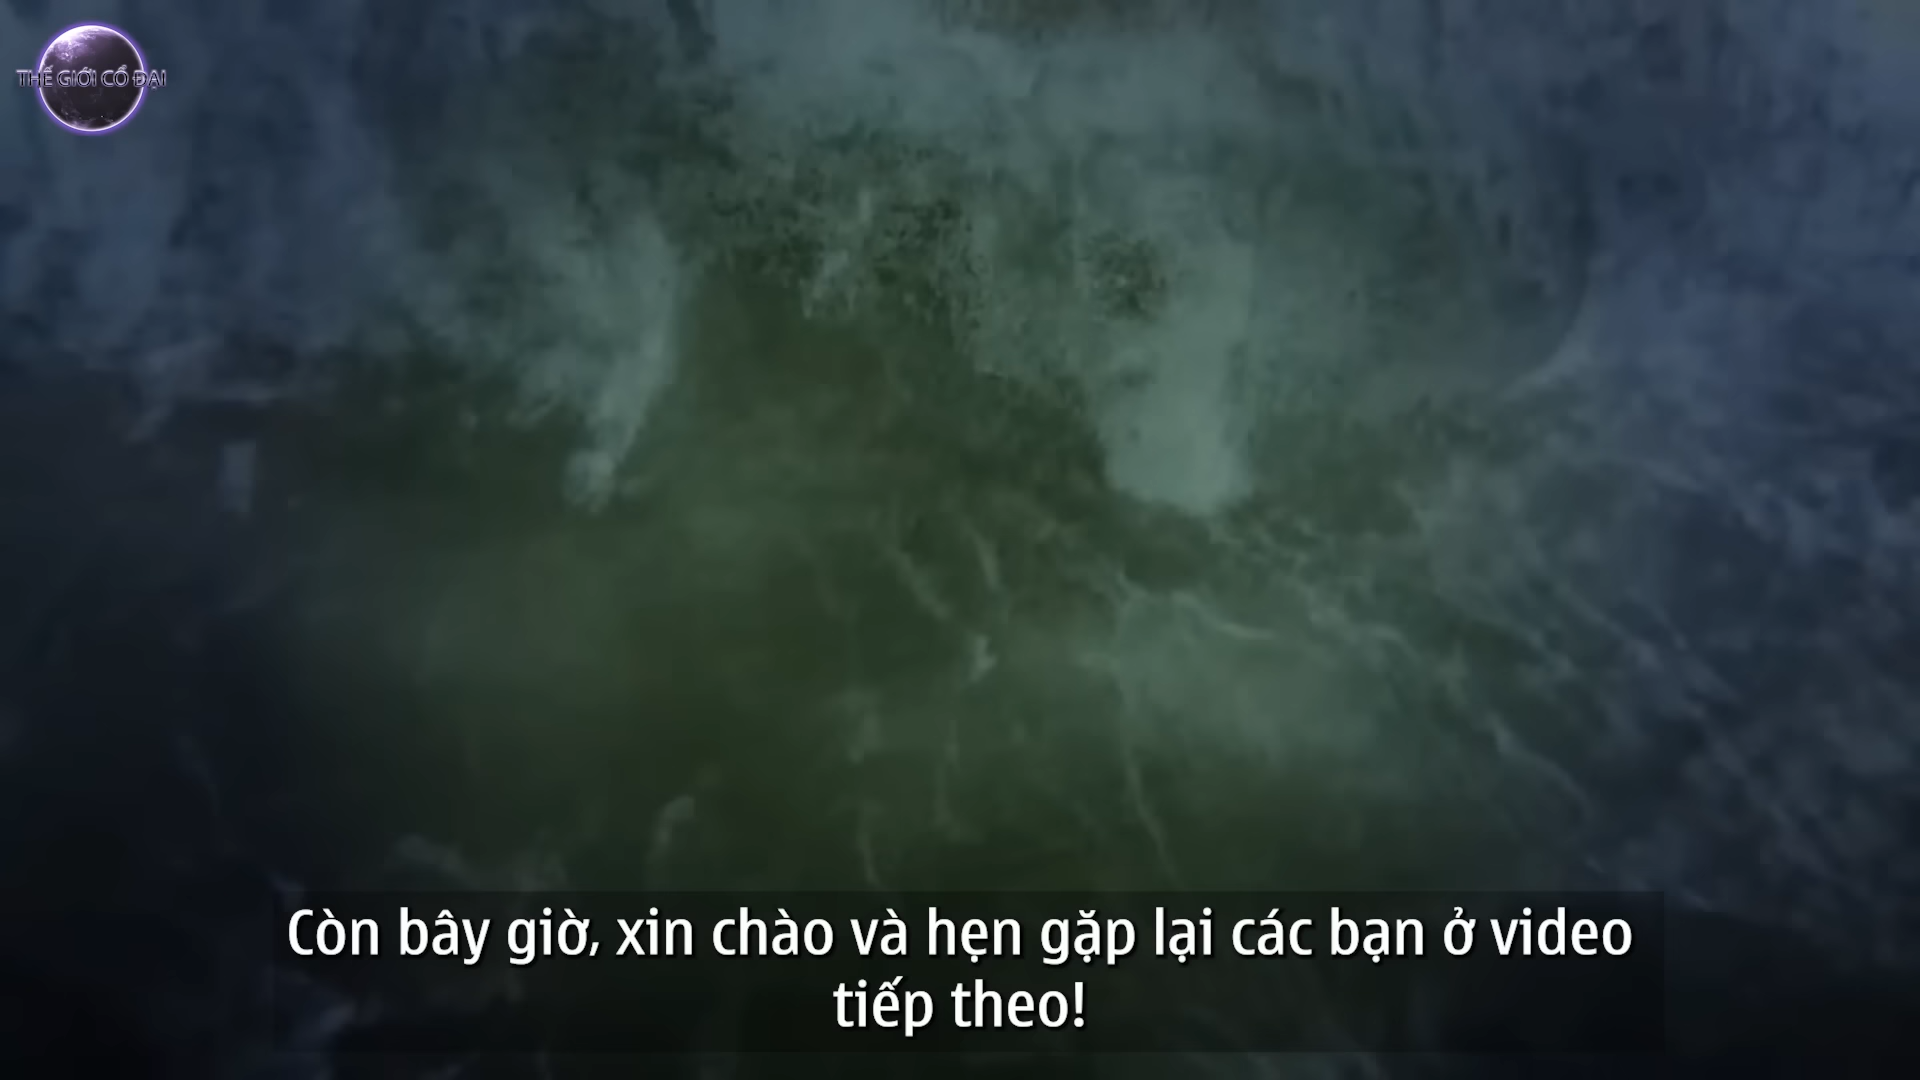 THẾ GIỚI CỔ ĐẠI
Còn bây giờ, xin chào và hẹn gặp lại các bạn ở video
tiếp theo!